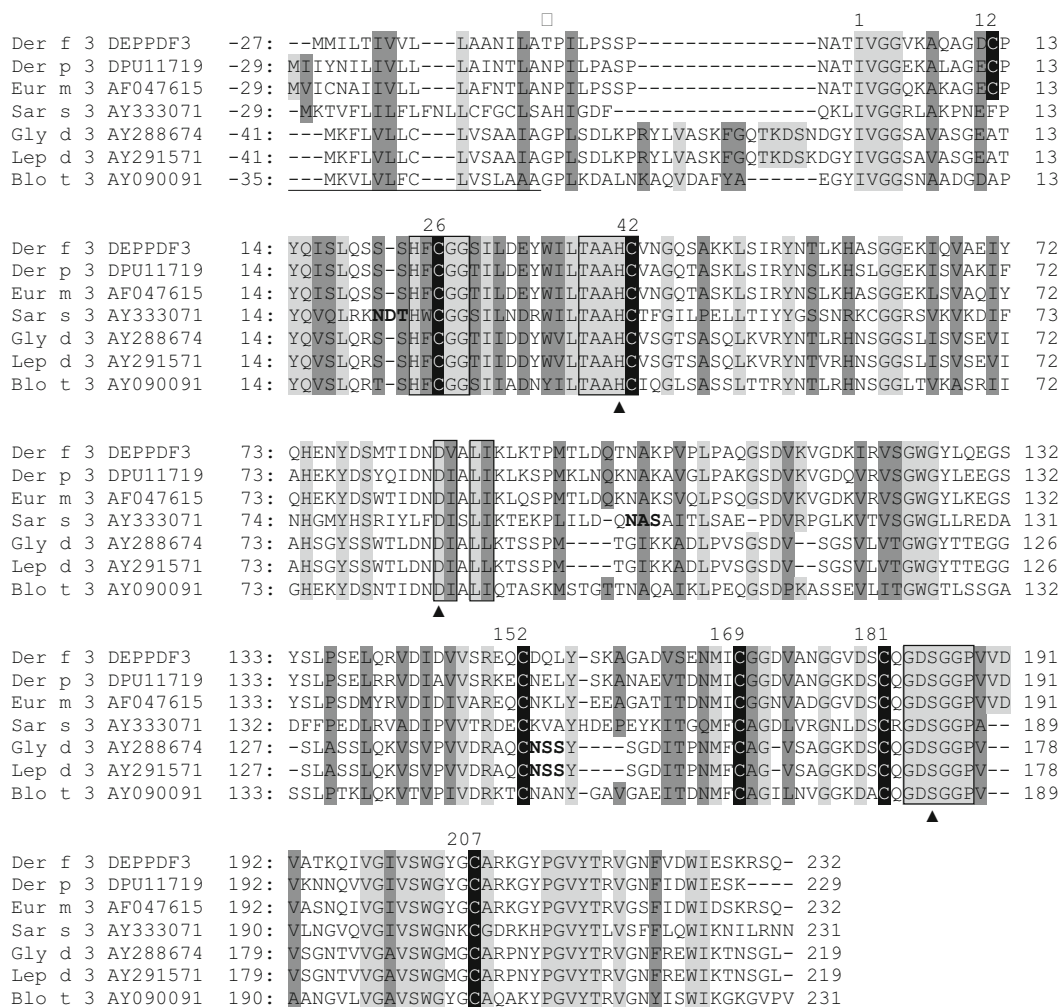 □ 1 12
Der f 3 DEPPDF3 -27: --MMILTIVVL---LAANILATPILPSSP---------------NATIVGGVKAQAGDCP 13
Der p 3 DPU11719 -29: MIIYNILIVLL---LAINTLANPILPASP---------------NATIVGGEKALAGECP 13
Eur m 3 AF047615 -29: MVICNAIIVLL---LAFNTLANPILPSSP---------------NATIVGGQKAKAGECP 13
Sar s 3 AY333071 -29: -MKTVFLILFLFNLLCFGCLSAHIGDF---------------QKLIVGGRLAKPNEFP 13
Gly d 3 AY288674 -41: --MKFLVLLC---LVSAAIAGPLSDLKPRYLVASKFGQTKDSNDGYIVGGSAVASGEAT 13
Lep d 3 AY291571 -41: --MKFLVLLC---LVSAAIAGPLSDLKPRYLVASKFGQTKDSKDGYIVGGSAVASGEAT 13
Blo t 3 AY090091 -35: --MKVLVLFC---LVSLAAAGPLKDALNKAQVDAFYA-------EGYIVGGSNAADGDAP 13
26 42
Der f 3 DEPPDF3 14: YQISLQSS-SHFCGGSILDEYWILTAAHCVNGQSAKKLSIRYNTLKHASGGEKIQVAEIY 72
Der p 3 DPU11719 14: YQISLQSS-SHFCGGTILDEYWILTAAHCVAGQTASKLSIRYNSLKHSLGGEKISVAKIF 72
Eur m 3 AF047615 14: YQISLQSS-SHFCGGTILDEYWILTAAHCVNGQTASKLSIRYNSLKHASGGEKLSVAQIY 72
Sar s 3 AY333071 14: YQVQLRKNDTHWCGGSILNDRWILTAAHCTFGILPELLTIYYGSSNRKCGGRSVKVKDIF 73
Gly d 3 AY288674 14: YQVSLQRS-SHFCGGTIIDDYWVLTAAHCVSGTSASQLKVRYNTLRHNSGGSLISVSEVI 72
Lep d 3 AY291571 14: YQVSLQRS-SHFCGGTIIDDYWVLTAAHCVSGTSASQLKVRYNTVRHNSGGSLISVSEVI 72
Blo t 3 AY090091 14: YQVSLQRT-SHFCGGSIIADNYILTAAHCIQGLSASSLTTRYNTLRHNSGGLTVKASRII 72
▲
Der f 3 DEPPDF3 73: QHENYDSMTIDNDVALIKLKTPMTLDQTNAKPVPLPAQGSDVKVGDKIRVSGWGYLQEGS 132
Der p 3 DPU11719 73: AHEKYDSYQIDNDIALIKLKSPMKLNQKNAKAVGLPAKGSDVKVGDQVRVSGWGYLEEGS 132
Eur m 3 AF047615 73: QHEKYDSWTIDNDIALIKLQSPMTLDQKNAKSVQLPSQGSDVKVGDKVRVSGWGYLKEGS 132
Sar s 3 AY333071 74: NHGMYHSRIYLFDISLIKTEKPLILD-QNASAITLSAE-PDVRPGLKVTVSGWGLLREDA 131
Gly d 3 AY288674 73: AHSGYSSWTLDNDIALLKTSSPM----TGIKKADLPVSGSDV--SGSVLVTGWGYTTEGG 126
Lep d 3 AY291571 73: AHSGYSSWTLDNDIALLKTSSPM----TGIKKADLPVSGSDV--SGSVLVTGWGYTTEGG 126
Blo t 3 AY090091 73: GHEKYDSNTIDNDIALIQTASKMSTGTTNAQAIKLPEQGSDPKASSEVLITGWGTLSSGA 132
▲
152 169 181
Der f 3 DEPPDF3 133: YSLPSELQRVDIDVVSREQCDQLY-SKAGADVSENMICGGDVANGGVDSCQGDSGGPVVD 191
Der p 3 DPU11719 133: YSLPSELRRVDIAVVSRKECNELY-SKANAEVTDNMICGGDVANGGKDSCQGDSGGPVVD 191
Eur m 3 AF047615 133: YSLPSDMYRVDIDIVAREQCNKLY-EEAGATITDNMICGGNVADGGKDSCQGDSGGPVVD 191
Sar s 3 AY333071 132: DFFPEDLRVADIPVVTRDECKVAYHDEPEYKITGQMFCAGDLVRGNLDSCRGDSGGPA-- 189
Gly d 3 AY288674 127: -SLASSLQKVSVPVVDRAQCNSSY----SGDITPNMFCAG-VSAGGKDSCQGDSGGPV-- 178
Lep d 3 AY291571 127: -SLASSLQKVSVPVVDRAQCNSSY----SGDITPNMFCAG-VSAGGKDSCQGDSGGPV-- 178
Blo t 3 AY090091 133: SSLPTKLQKVTVPIVDRKTCNANY-GAVGAEITDNMFCAGILNVGGKDACQGDSGGPV-- 189
▲
207
Der f 3 DEPPDF3 192: VATKQIVGIVSWGYGCARKGYPGVYTRVGNFVDWIESKRSQ- 232
Der p 3 DPU11719 192: VKNNQVVGIVSWGYGCARKGYPGVYTRVGNFIDWIESK---- 229
Eur m 3 AF047615 192: VASNQIVGIVSWGYGCARKGYPGVYTRVGSFIDWIDSKRSQ- 232
Sar s 3 AY333071 190: VLNGVQVGIVSWGNKCGDRKHPGVYTLVSFFLQWIKNILRNN 231
Gly d 3 AY288674 179: VSGNTVVGAVSWGMGCARPNYPGVYTRVGNFREWIKTNSGL- 219
Lep d 3 AY291571 179: VSGNTVVGAVSWGMGCARPNYPGVYTRVGNFREWIKTNSGL- 219
Blo t 3 AY090091 190: AANGVLVGAVSWGYGCAQAKYPGVYTRVGNYISWIKGKGVPV 231